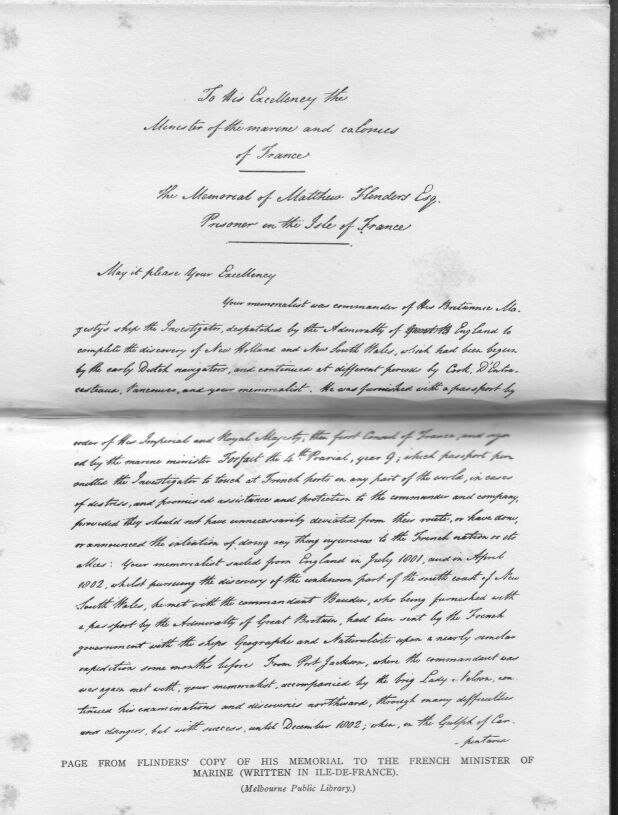 To His Excellency the
Minister of the marine and colonies
of France
The Memorial of Matthew Flinders Esq.
Prisoner in the Isle of France
May it please Your Excellency
Your memorialist was commander of His Britannic Ma-
jesty's ship the Investigator, despatched by the Admiralty of England to
complete the discovery of New Holland and New South Wales, which had been begun
by the early Dutch navigators, and continued at different periods by Cook, D'Entre-
casteaux, Vancouver, and your memorialist. He was furnished with a passport by
order of His Imperial and Royal Majesty, then first Consul of France, and sign-
ed by the marine minister Forfait the 4th Prarial, year 9; which passport per-
mitted the Investigator to touch at French ports in any part of the world, in cases
of distress, and promised assistance and protection to the commander and company,
provided they should not have unnecessarily deviated from their route, or have done,
or announced the intention of doing any thing injurious to the French nation or its
allies: Your memorialist sailed from England in July 1801, and in April
1802, whilst pursuing the discovery of the unknown part of the south coast of New
South Wales, he met with the commandant Baudin, who being furnished with
a passport by the Admiralty of Great Britain, had been sent by the French
government with the ships Geographe and Naturaliste upon a nearly similar
expedition some months before From Port Jackson, where the commandant was
was again met with, your memorialist, accompanied by the brig Lady Nelson, con-
tinued his examinations and discoveries northward, through many difficulties
and dangers, but with success, until December 1802; when, in the Gulph of Car-
-pentaria
PAGE FROM FLINDERS' COPY OF HIS MEMORIAL TO THE FRENCH MINISTER OF
MARINE (WRITTEN IN ILE-DE-FRANCE).
(Melbourne Public Library.)